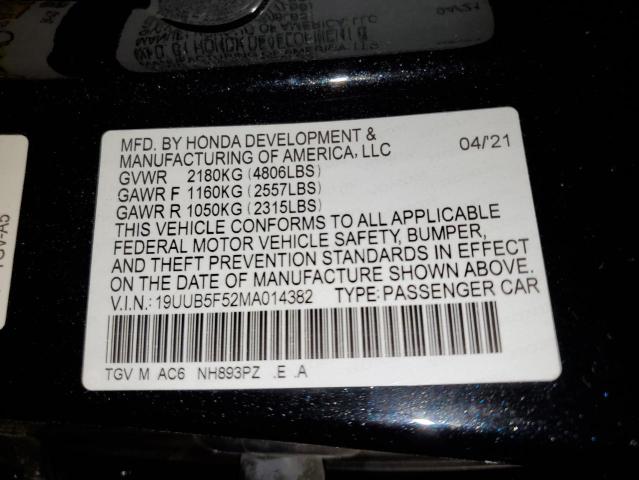 MFD. BY HONDA DEVELOPMENT &
MANUFACTURING OF AMERICA, LLC 04/'21
GVWR 2180KG (4806LBS)
GAWR F 1160KG (2557LBS)
GAWR R 1050KG (2315LBS)
THIS VEHICLE CONFORMS TO ALL APPLICABLE
FEDERAL MOTOR VEHICLE SAFETY, BUMPER,
AND THEFT PREVENTION STANDARDS IN EFFECT
ON THE DATE OF MANUFACTURE SHOWN ABOVE.
V.I.N.: 19UUB5F52MA014382 TYPE: PASSENGER CAR
TGV M AC6 NH893PZ .E .A